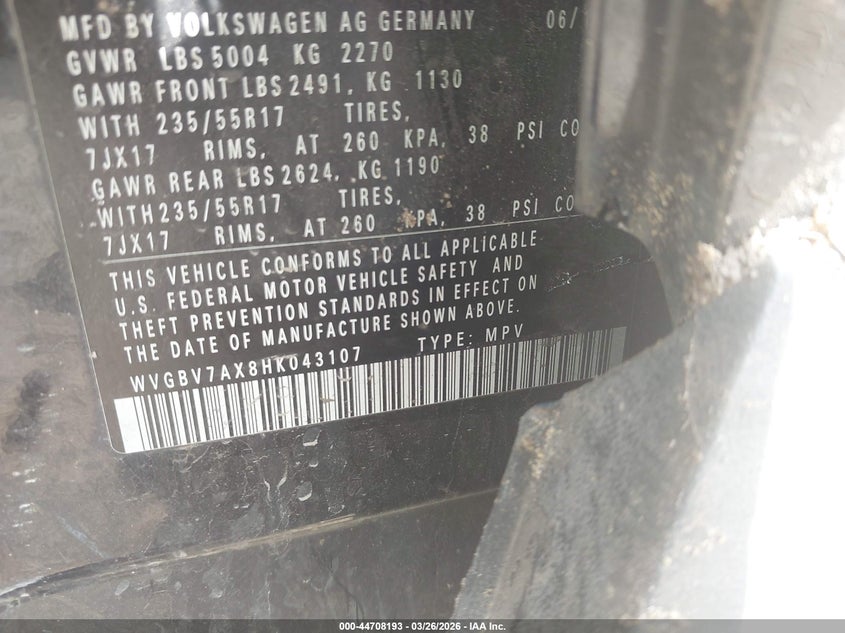 MFD BY VOLKSWAGEN AG GERMANY 06/
GVWR LBS 5004 KG 2270
GAWR FRONT LBS 2491, KG 1130
WITH 235/55R17 TIRES,
7JX17 RIMS, AT 260 KPA, 38 PSI CO
GAWR REAR LBS 2624, KG 1190
WITH 235/55R17 TIRES,
7JX17 RIMS, AT 260 KPA, 38 PSI CO
THIS VEHICLE CONFORMS TO ALL APPLICABLE
U.S. FEDERAL MOTOR VEHICLE SAFETY AND
THEFT PREVENTION STANDARDS IN EFFECT ON
THE DATE OF MANUFACTURE SHOWN ABOVE.
WVGBV7AX8HK043107 TYPE: MPV
000-44708193 - 03/26/2026 - IAA Inc.